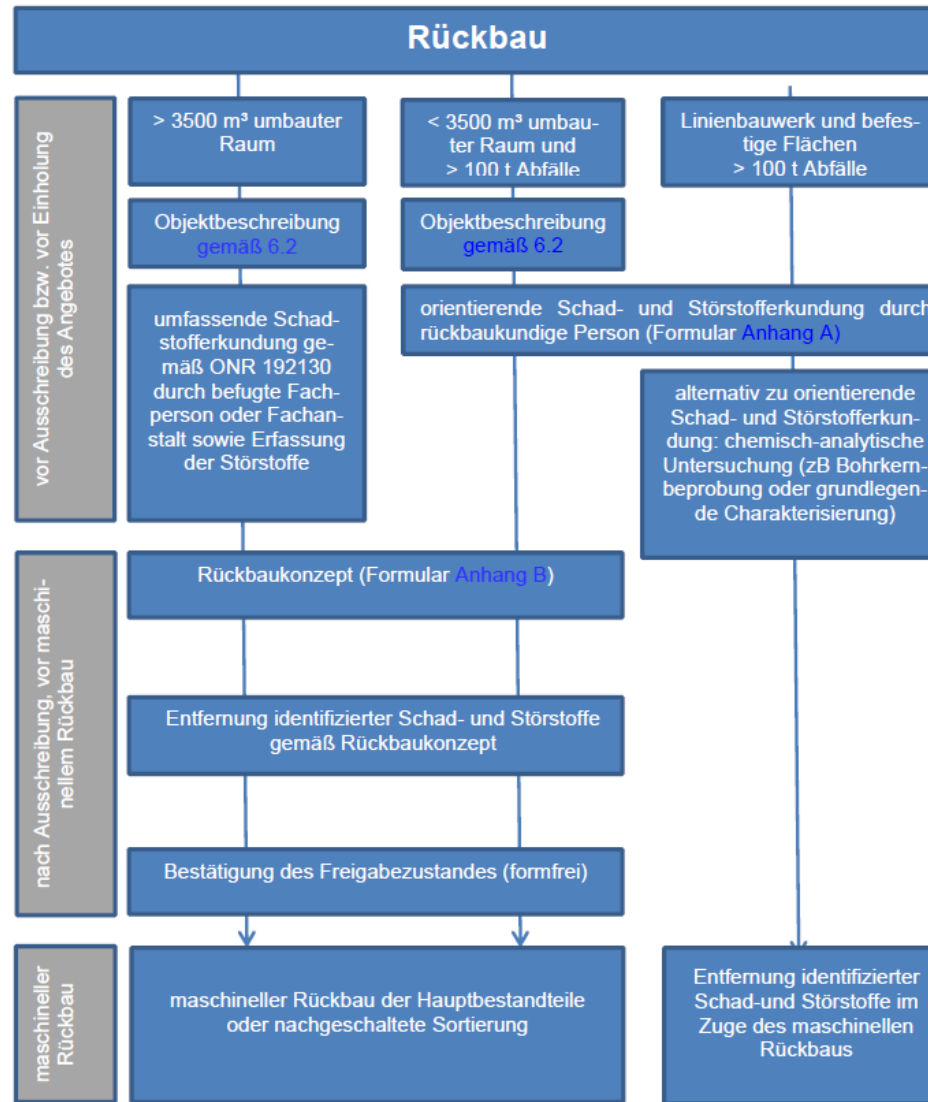 Rückbau
vor Ausschreibung bzw. vor Einholung
des Angebotes
> 3500 m³ umbauter
Raum
< 3500 m³ umbau-
ter Raum und
> 100 t Abfälle
Linienbauwerk und befes-
tige Flächen
> 100 t Abfälle
Objektbeschreibung
gemäß 6.2
Objektbeschreibung
gemäß 6.2
umfassende Schad-
stofferkundung ge-
mäß ONR 192130
durch befugte Fach-
person oder Fachan-
stalt sowie Erfassung
der Störstoffe
orientierende Schad- und Störstofferkundung durch
rückbaukundige Person (Formular Anhang A)
alternativ zu orientierende
Schad- und Störstofferkun-
dung: chemisch-analytische
Untersuchung (zB Bohrkern-
beprobung oder grundlegen-
de Charakterisierung)
nach Ausschreibung, vor maschi-
nellem Rückbau
Rückbaukonzept (Formular Anhang B)
Entfernung identifizierter Schad- und Störstoffe
gemäß Rückbaukonzept
Bestätigung des Freigabezustandes (formfrei)
maschineller
Rückbau
maschineller Rückbau der Hauptbestandteile
oder nachgeschaltete Sortierung
Entfernung identifizierter
Schad-und Störstoffe im
Zuge des maschinellen
Rückbaus